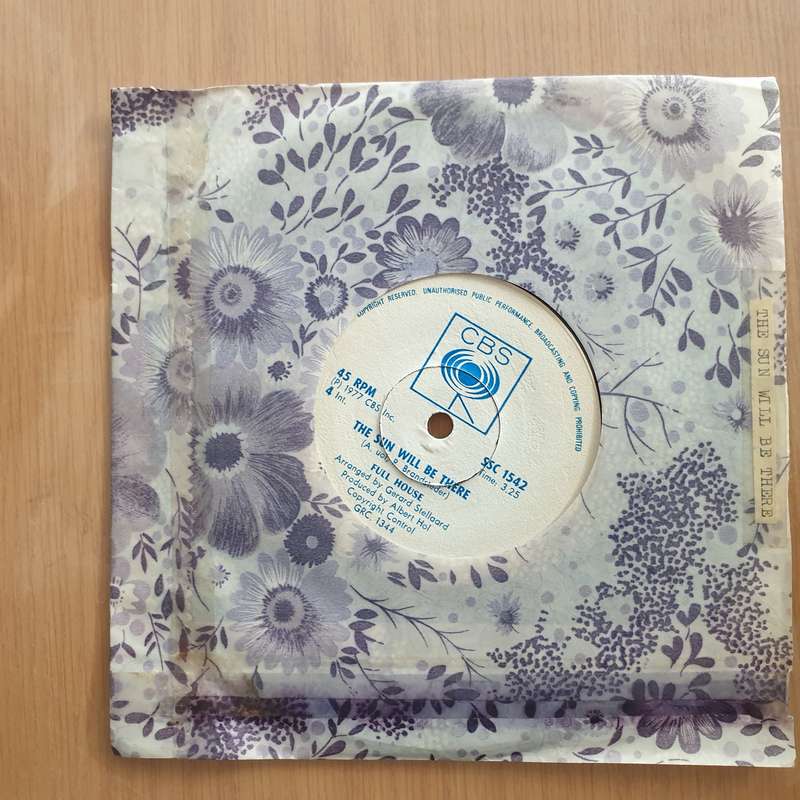 COPYRIGHT RESERVED. UNAUTHORISED PUBLIC PERFORMANCE, BROADCASTING AND COPYING PROHIBITED
CBS
45 RPM
(P) 1977 CBS Inc.
4 Int.
SSC 1542
Time: 3.25
THE SUN WILL BE THERE
(A. R. Brandsteder)
FULL HOUSE
Arranged by Gerard Stellaard
Produced by Albert Hol
Copyright Control
GRC. 1344
THE SUN WILL BE THERE